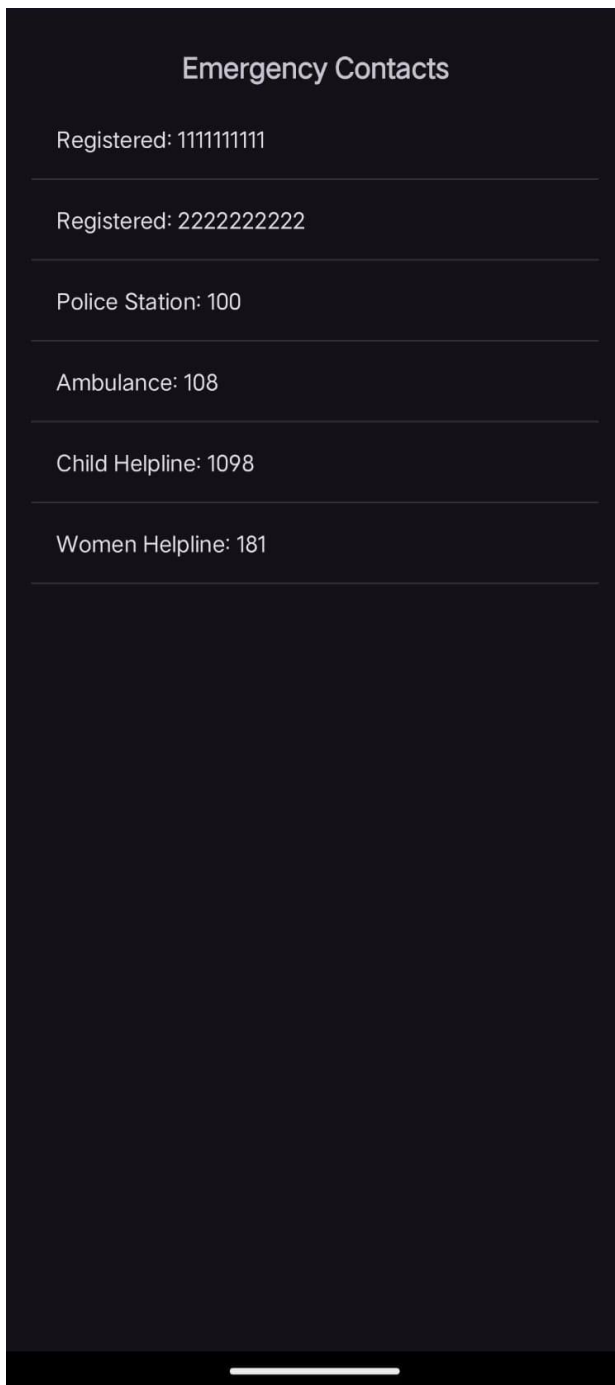 Emergency Contacts
Registered: 1111111111
Registered: 2222222222
Police Station: 100
Ambulance: 108
Child Helpline: 1098
Women Helpline: 181